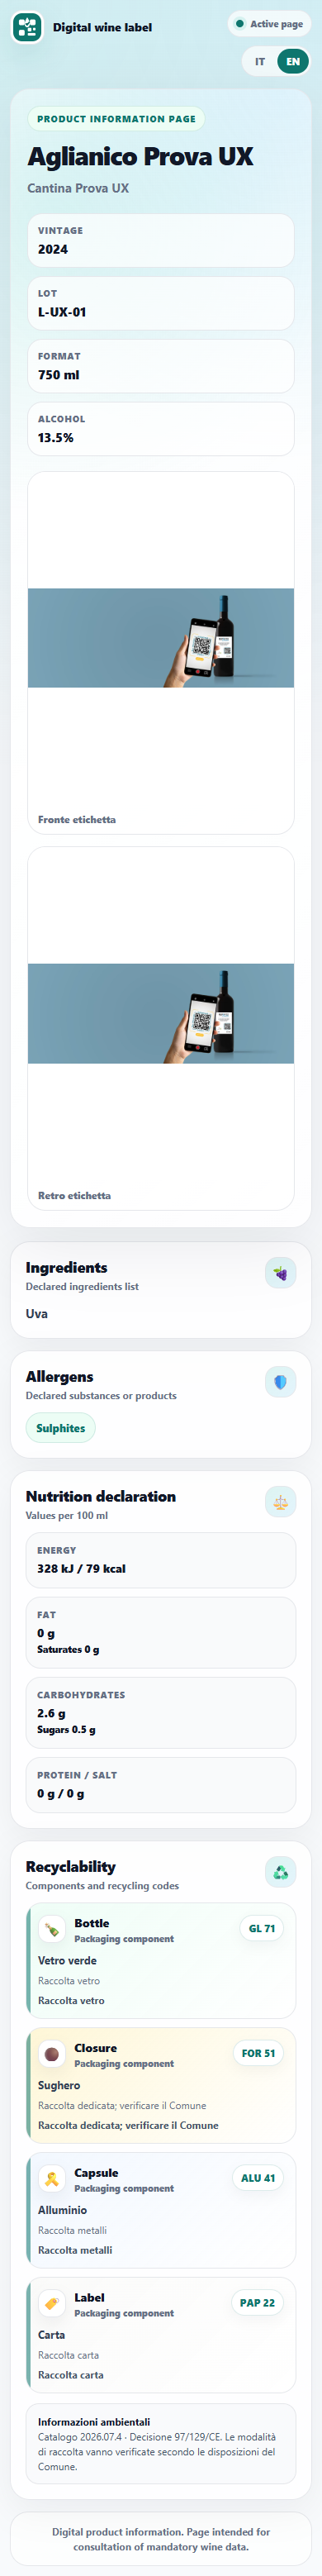 Digital wine label
Active page
IT
EN
PRODUCT INFORMATION PAGE
Aglianico Prova UX
Cantina Prova UX
VINTAGE
2024
LOT
L-UX-01
FORMAT
750 ml
ALCOHOL
13.5%
Fronte etichetta
Retro etichetta
Ingredients
Declared ingredients list
Uva
Allergens
Declared substances or products
Sulphites
Nutrition declaration
Values per 100 ml
ENERGY
328 kJ / 79 kcal
FAT
0 g
Saturates 0 g
CARBOHYDRATES
2.6 g
Sugars 0.5 g
PROTEIN / SALT
0 g / 0 g
Recyclability
Components and recycling codes
Bottle
Packaging component
GL 71
Vetro verde
Raccolta vetro
Raccolta vetro
Closure
Packaging component
FOR 51
Sughero
Raccolta dedicata; verificare il Comune
Raccolta dedicata; verificare il Comune
Capsule
Packaging component
ALU 41
Alluminio
Raccolta metalli
Raccolta metalli
Label
Packaging component
PAP 22
Carta
Raccolta carta
Raccolta carta
Informazioni ambientali
Catalogo 2026.07.4 · Decisione 97/129/CE. Le modalità
di raccolta vanno verificate secondo le disposizioni del
Comune.
Digital product information. Page intended for
consultation of mandatory wine data.